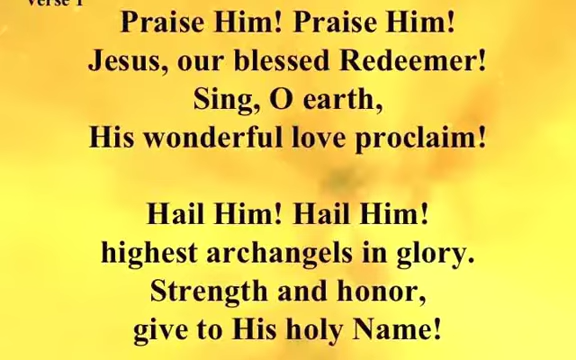 Verse 1
Praise Him! Praise Him!
Jesus, our blessed Redeemer!
Sing, O earth,
His wonderful love proclaim!
Hail Him! Hail Him!
highest archangels in glory.
Strength and honor,
give to His holy Name!